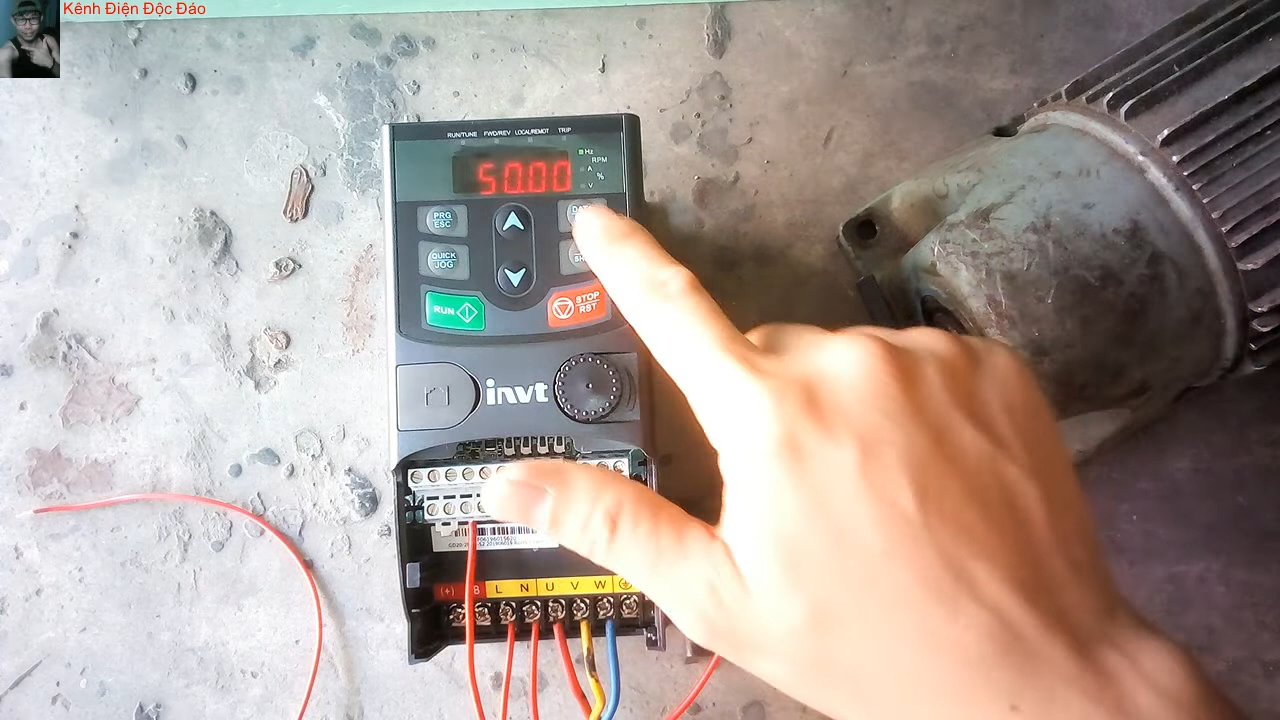 Kênh Điện Độc Đáo
RUN/TUNE FWD/REV LOCAL/REMOT TRIP
50.00
Hz
RPM
A
%
V
PRG
ESC
QUICK
JOG
RUN
STOP
RST
invt
(+) B L N U V W